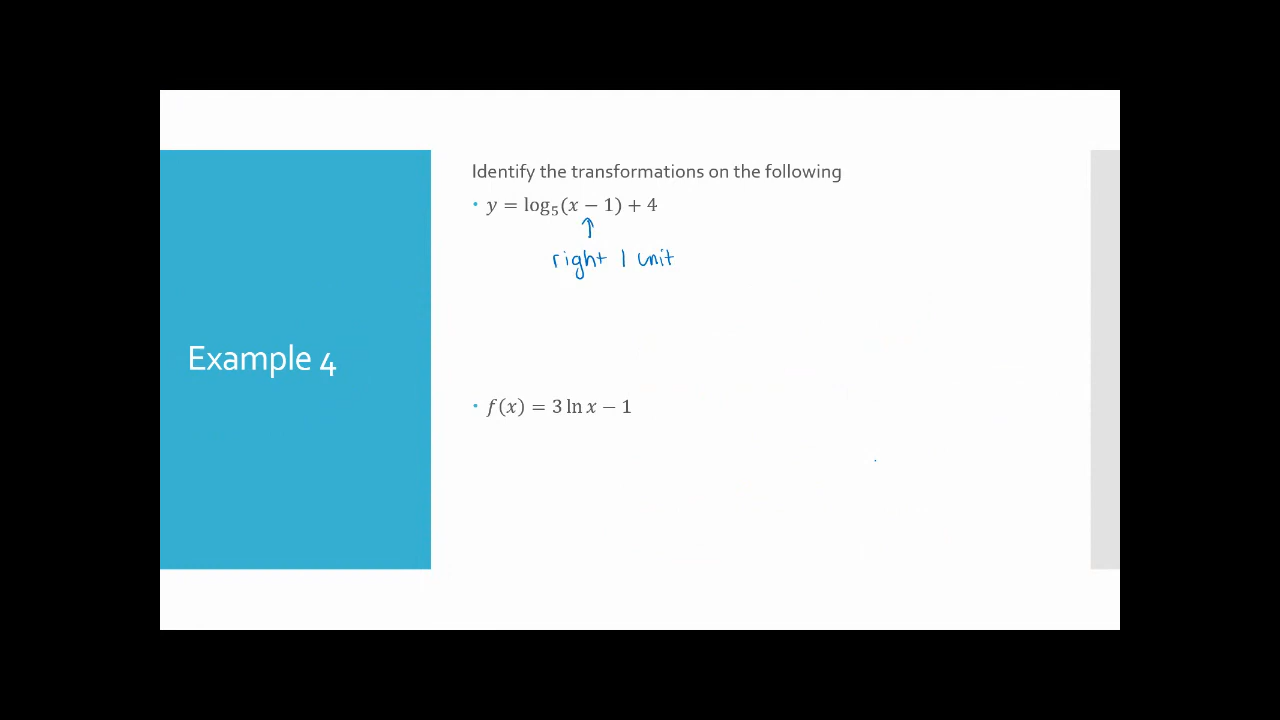 Example 4
Identify the transformations on the following
• y = log₅(x − 1) + 4
↑
right 1 unit
• f(x) = 3 ln x − 1